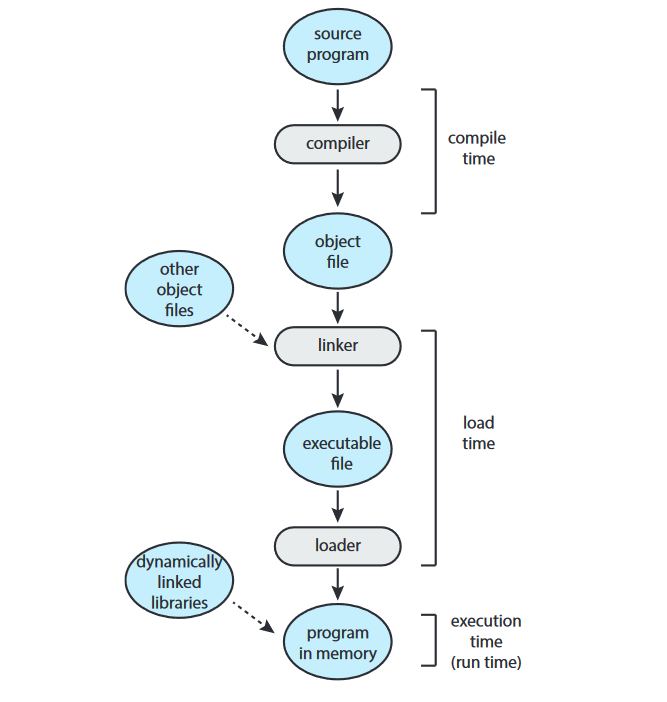 source
program
compiler
compile
time
object
file
other
object
files
linker
executable
file
load
time
loader
dynamically
linked
libraries
program
in memory
execution
time
(run time)